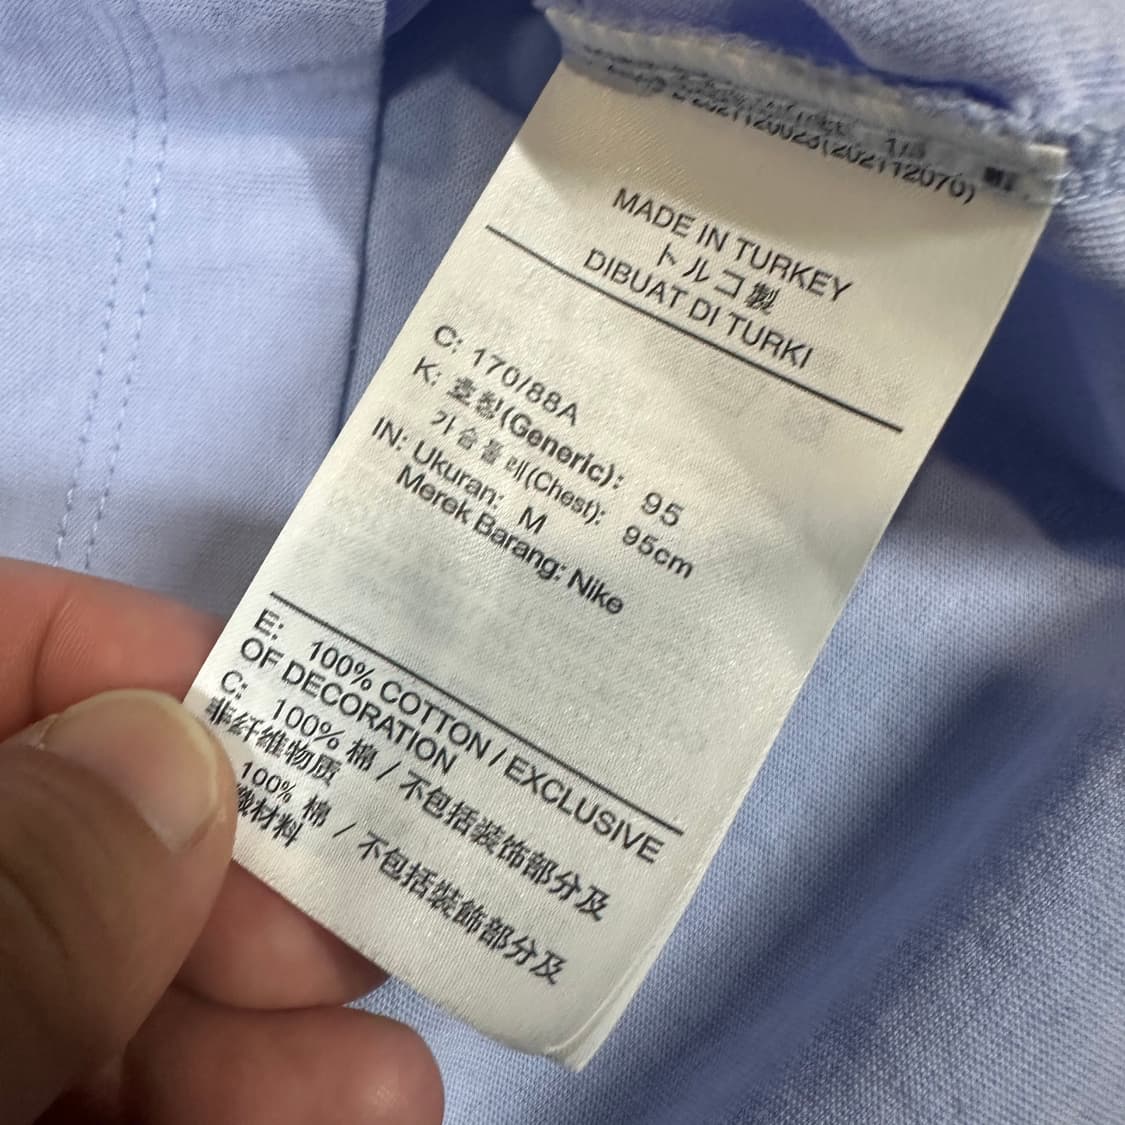 1/3
MADE IN TURKEY
トルコ製
DIBUAT DI TURKI
C: 170/88A
K: 호칭(Generic): 95
가슴둘레(Chest): 95cm
IN: Ukuran: M
Merek Barang: Nike
E: 100% COTTON / EXCLUSIVE
OF DECORATION
C: 100% 棉 / 不包括装饰部分及
非纤维物质
100% 棉 / 不包括裝飾部分及
材料